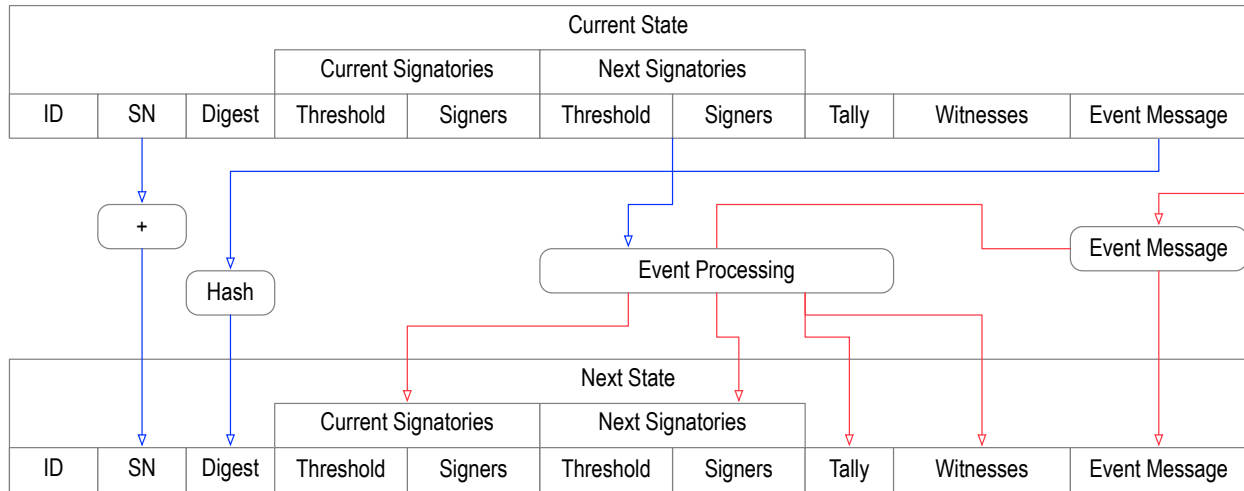 Current State
Current Signatories Next Signatories
ID SN Digest Threshold Signers Threshold Signers Tally Witnesses Event Message
+
Event Message
Event Processing
Hash
Next State
Current Signatories Next Signatories
ID SN Digest Threshold Signers Threshold Signers Tally Witnesses Event Message